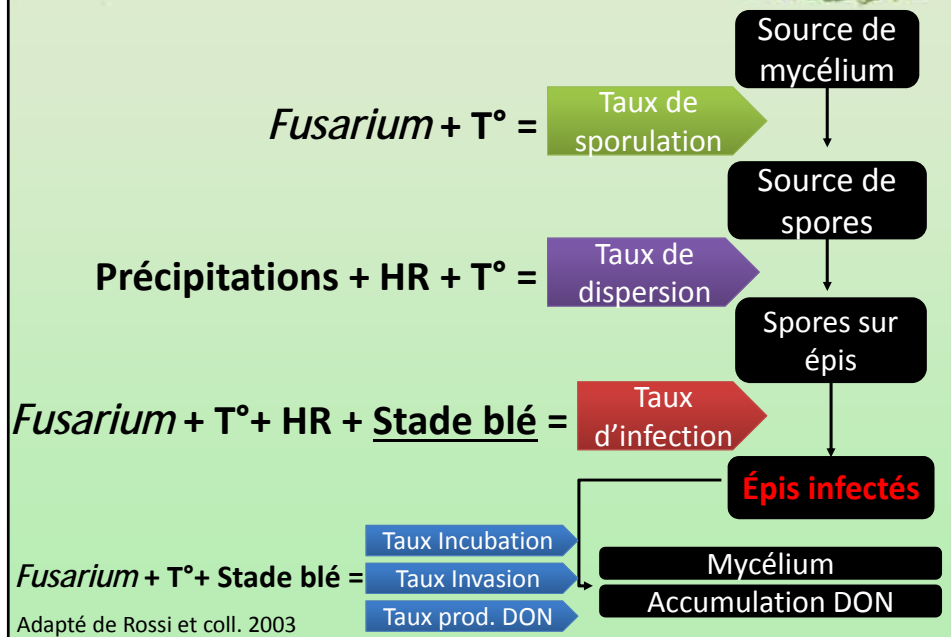 Source de
mycélium
Fusarium + T° =
Taux de
sporulation
Source de
spores
Précipitations + HR + T° =
Taux de
dispersion
Spores sur
épis
Fusarium + T°+ HR + Stade blé =
Taux
d'infection
Épis infectés
Fusarium + T°+ Stade blé =
Taux Incubation
Taux Invasion
Taux prod. DON
Mycélium
Accumulation DON
Adapté de Rossi et coll. 2003